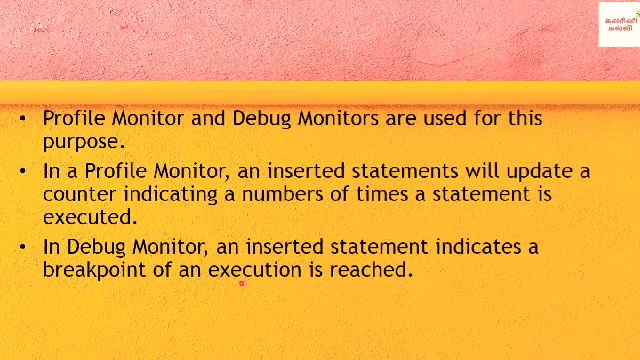 கணினி
கல்வி
• Profile Monitor and Debug Monitors are used for this
purpose.
• In a Profile Monitor, an inserted statements will update a
counter indicating a numbers of times a statement is
executed.
• In Debug Monitor, an inserted statement indicates a
breakpoint of an execution is reached.